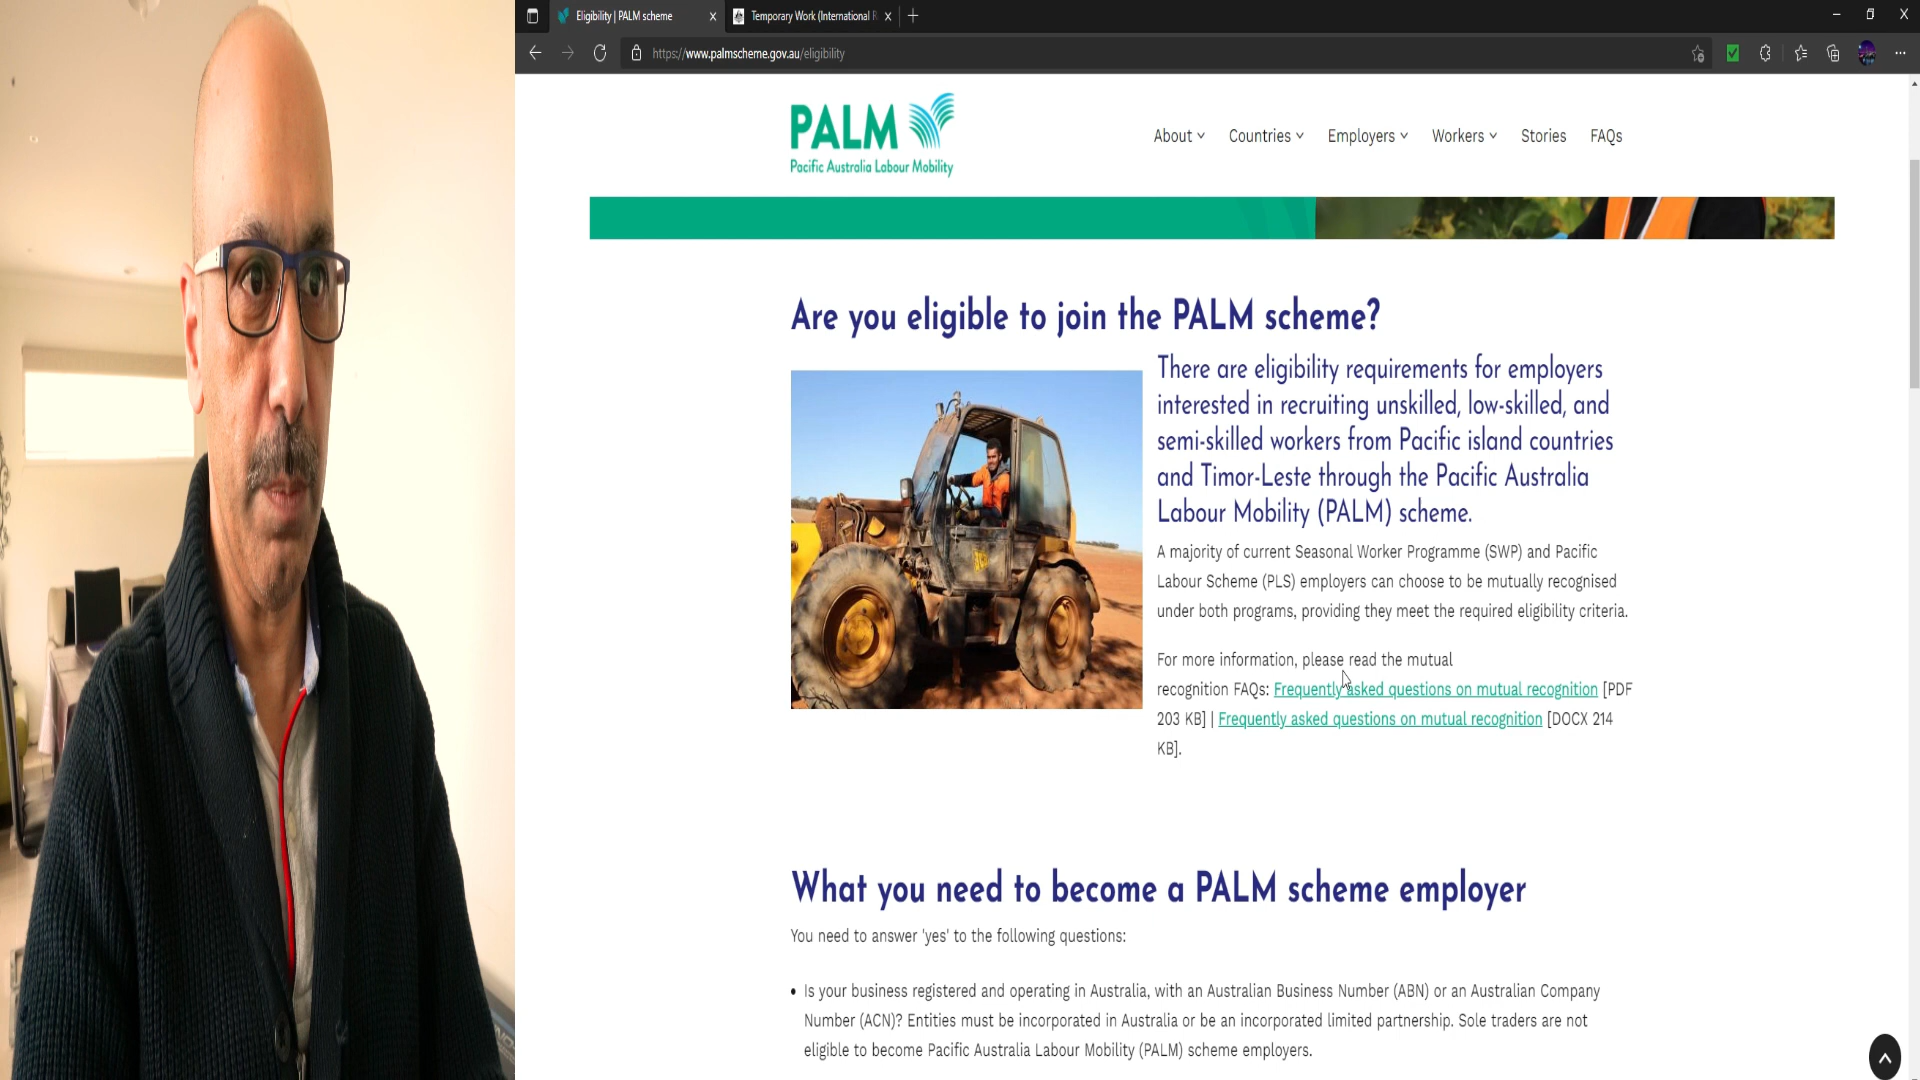 Eligibility | PALM scheme
Temporary Work (International R
https://www.palmscheme.gov.au/eligibility
PALM
Pacific Australia Labour Mobility
About
Countries
Employers
Workers
Stories
FAQs
Are you eligible to join the PALM scheme?
There are eligibility requirements for employers
interested in recruiting unskilled, low-skilled, and
semi-skilled workers from Pacific island countries
and Timor-Leste through the Pacific Australia
Labour Mobility (PALM) scheme.
A majority of current Seasonal Worker Programme (SWP) and Pacific
Labour Scheme (PLS) employers can choose to be mutually recognised
under both programs, providing they meet the required eligibility criteria.
For more information, please read the mutual
recognition FAQs: Frequently asked questions on mutual recognition [PDF
203 KB] | Frequently asked questions on mutual recognition [DOCX 214
KB].
What you need to become a PALM scheme employer
You need to answer 'yes' to the following questions:
• Is your business registered and operating in Australia, with an Australian Business Number (ABN) or an Australian Company
Number (ACN)? Entities must be incorporated in Australia or be an incorporated limited partnership. Sole traders are not
eligible to become Pacific Australia Labour Mobility (PALM) scheme employers.